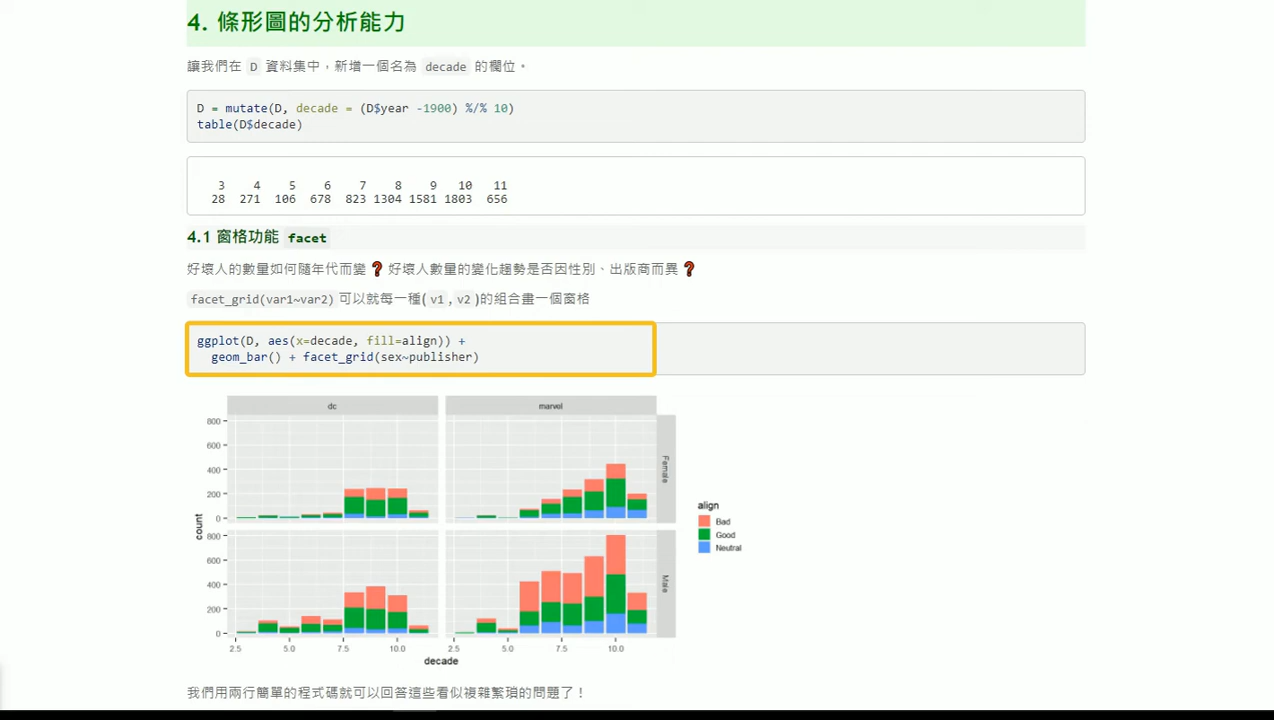 4. 條形圖的分析能力
讓我們在 D 資料集中，新增一個名為 decade 的欄位。
D = mutate(D, decade = (D$year -1900) %/% 10)
table(D$decade)
3 4 5 6 7 8 9 10 11
28 271 106 678 823 1304 1581 1803 656
4.1 窗格功能 facet
好壞人的數量如何隨年代而變❓好壞人數量的變化趨勢是否因性別、出版商而異❓
facet_grid(var1~var2) 可以就每一種( v1 , v2 )的組合畫一個窗格
ggplot(D, aes(x=decade, fill=align)) +
geom_bar() + facet_grid(sex~publisher)
dc
marvel
800
600
400
200
0
Female
count
800
600
400
200
0
Male
2.5 5.0 7.5 10.0
2.5 5.0 7.5 10.0
decade
align
Bad
Good
Neutral
我們用兩行簡單的程式碼就可以回答這些看似複雜繁瑣的問題了！